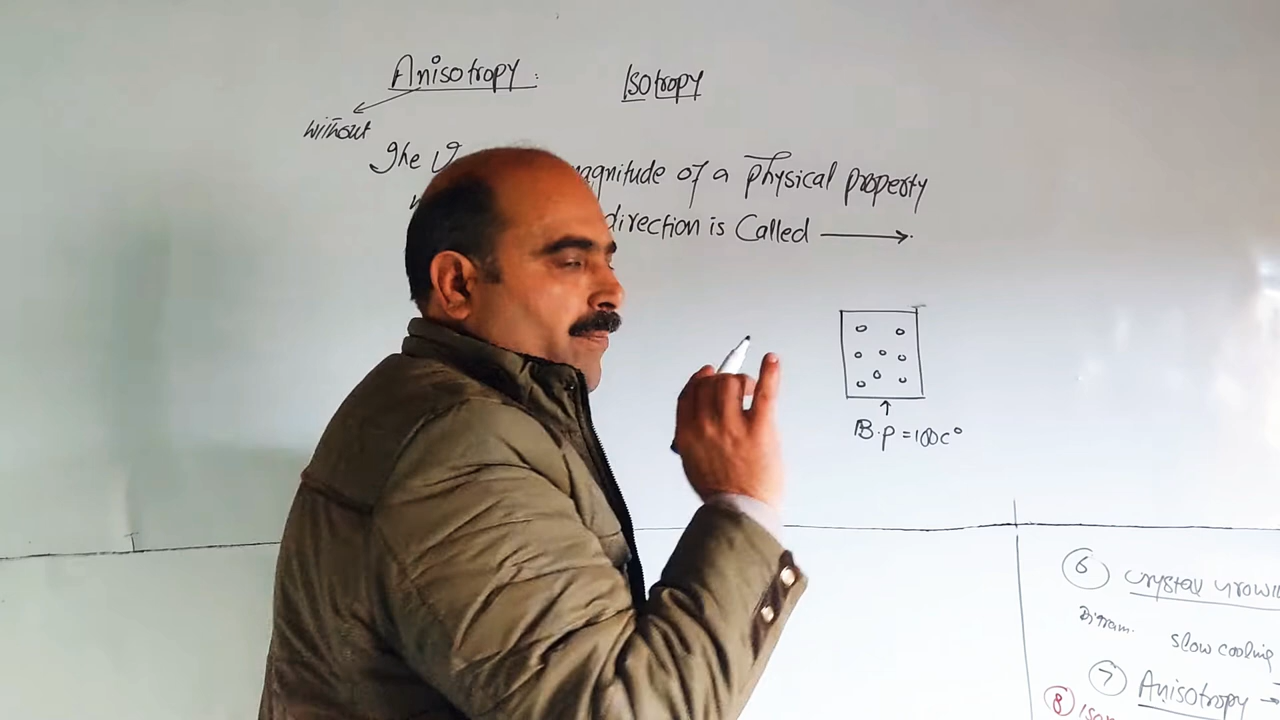 Anisotropy :
Isotropy
without
The magnitude of a physical property
direction is called
B.P = 100C°
6 Crystal Growth
Digram.
slow cooling
7 Anisotropy
8